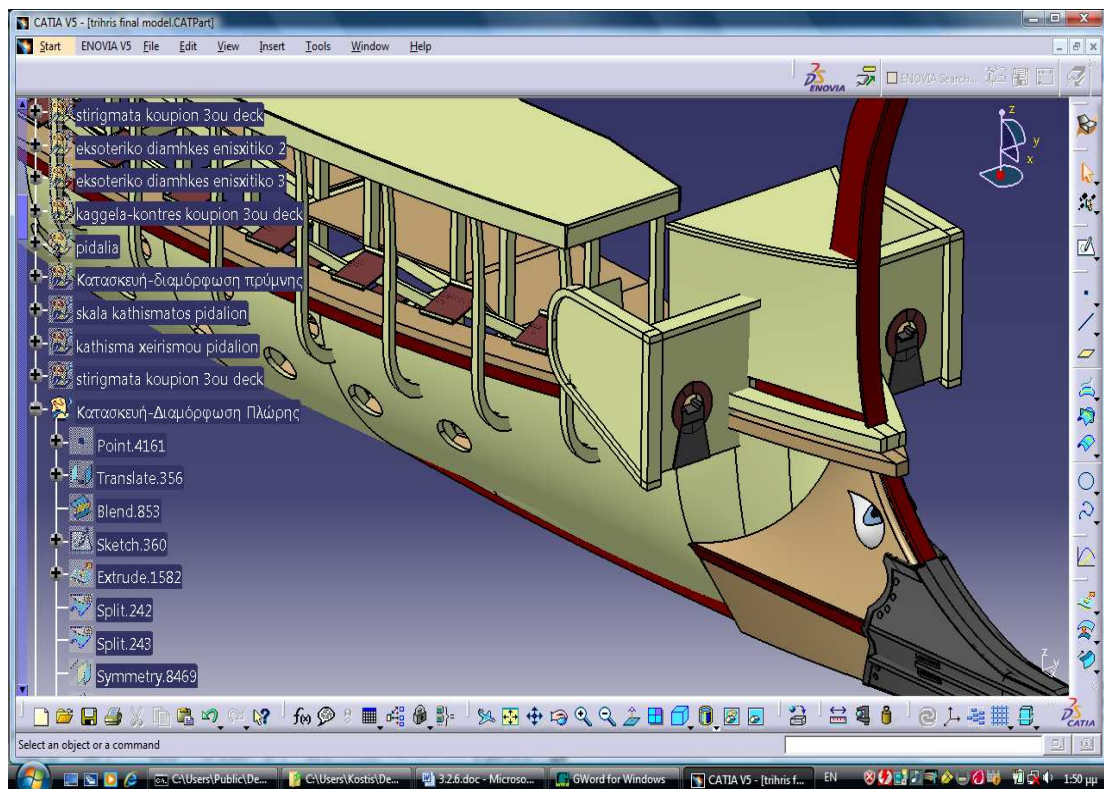 CATIA V5 - [trihris final model.CATPart]
Start ENOVIA V5 File Edit View Insert Tools Window Help
ENOVIA
ENOVIA Search...
stirigmata koupion 3ou deck
z
eksoteriko diamhkes enisxitiko 2
y
x
eksoteriko diamhkes enisxitiko 3
kaggela-kontres koupion 3ou deck
pidalia
Κατασκευή-διαμόρφωση πρύμνης
skala kathismatos pidalion
kathisma xeirismou pidalion
stirigmata koupion 3ou deck
Κατασκευή-Διαμόρφωση Πλώρης
Point.4161
Translate.356
Blend.853
Sketch.360
Extrude.1582
Split.242
Split.243
Symmetry.8469
f(x)
CATIA
Select an object or a command
C:\Users\Public\De... C:\Users\Kostis\De... 3.2.6.doc - Microso... GWord for Windows CATIA V5 - [trihris f... EN 1:50 μμ